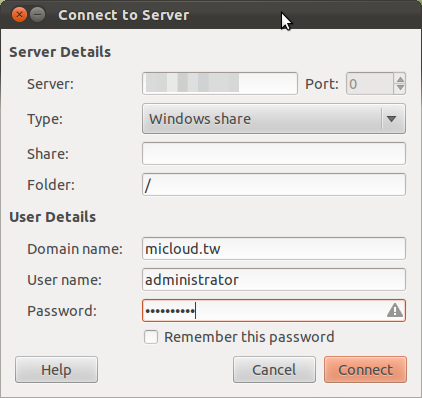 Connect to Server
Server Details
Server: Port: 0
Type: Windows share
Share:
Folder: /
User Details
Domain name: micloud.tw
User name: administrator
Password: ••••••••••
Remember this password
Help Cancel Connect